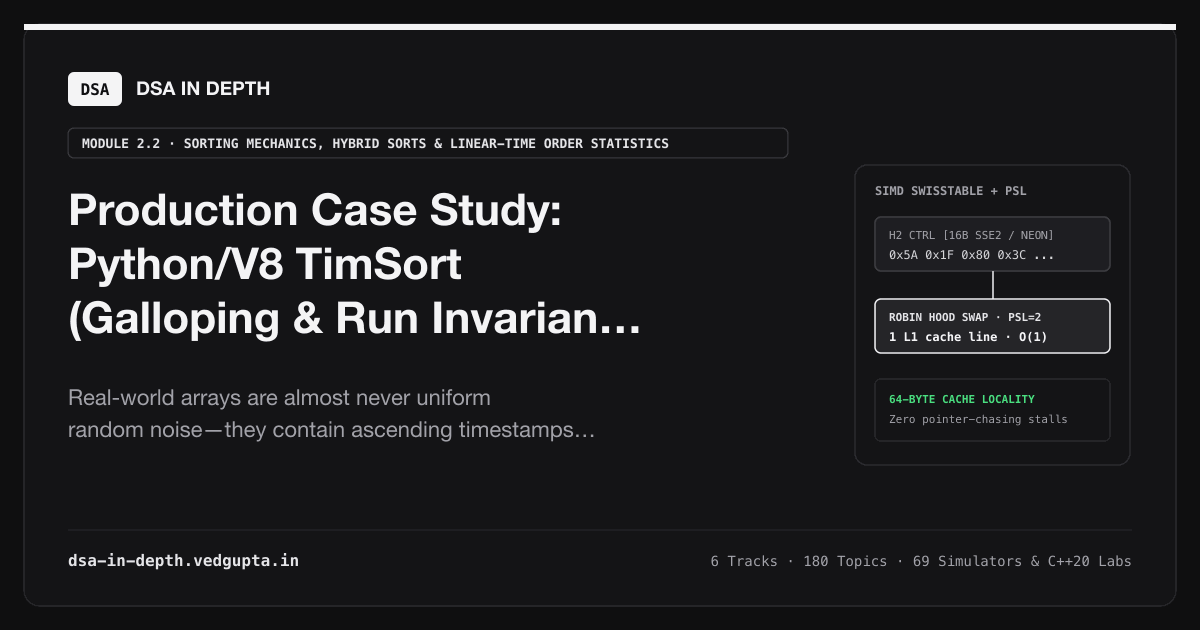 DSA
DSA IN DEPTH
MODULE 2.2 · SORTING MECHANICS, HYBRID SORTS & LINEAR-TIME ORDER STATISTICS
Production Case Study:
Python/V8 TimSort
(Galloping & Run Invarian...
Real-world arrays are almost never uniform
random noise—they contain ascending timestamps...
SIMD SWISSTABLE + PSL
H2 CTRL [16B SSE2 / NEON]
0x5A 0x1F 0x80 0x3C ...
ROBIN HOOD SWAP · PSL=2
1 L1 cache line · O(1)
64-BYTE CACHE LOCALITY
Zero pointer-chasing stalls
dsa-in-depth.vedgupta.in
6 Tracks · 180 Topics · 69 Simulators & C++20 Labs